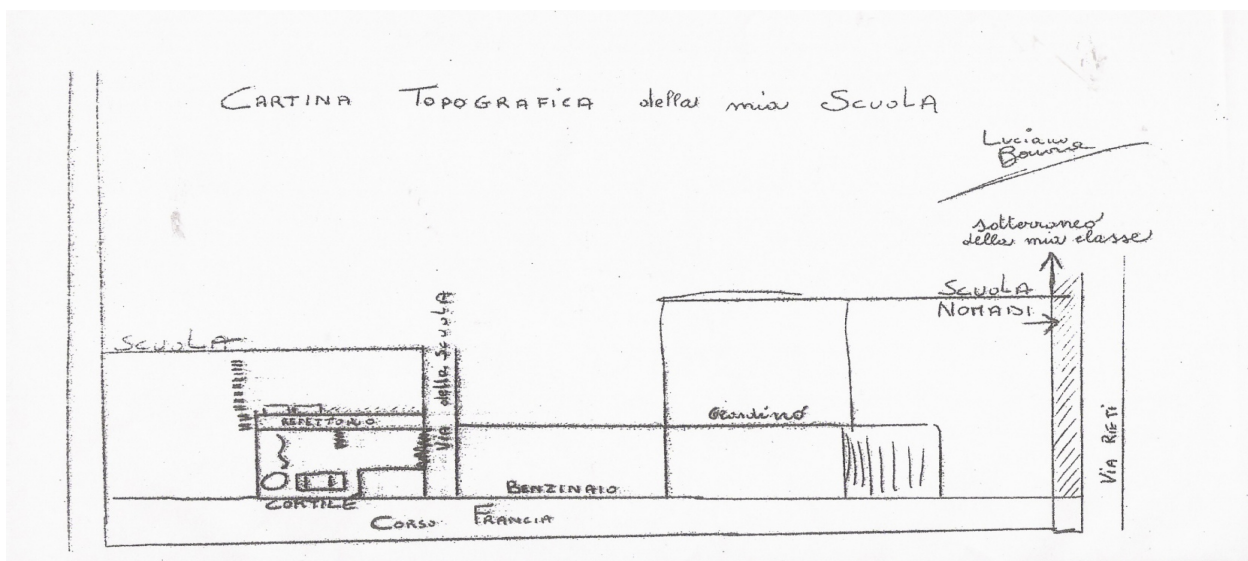 CARTINA TOPOGRAFICA della mia SCUOLA
Luciano
sotterraneo
della mia classe
SCUOLA
NOMADI
SCUOLA
VIA della SCUOLA
REFETTORIO
Giardino
VIA RIETI
BENZINAIO
CORTILE
CORSO FRANCIA